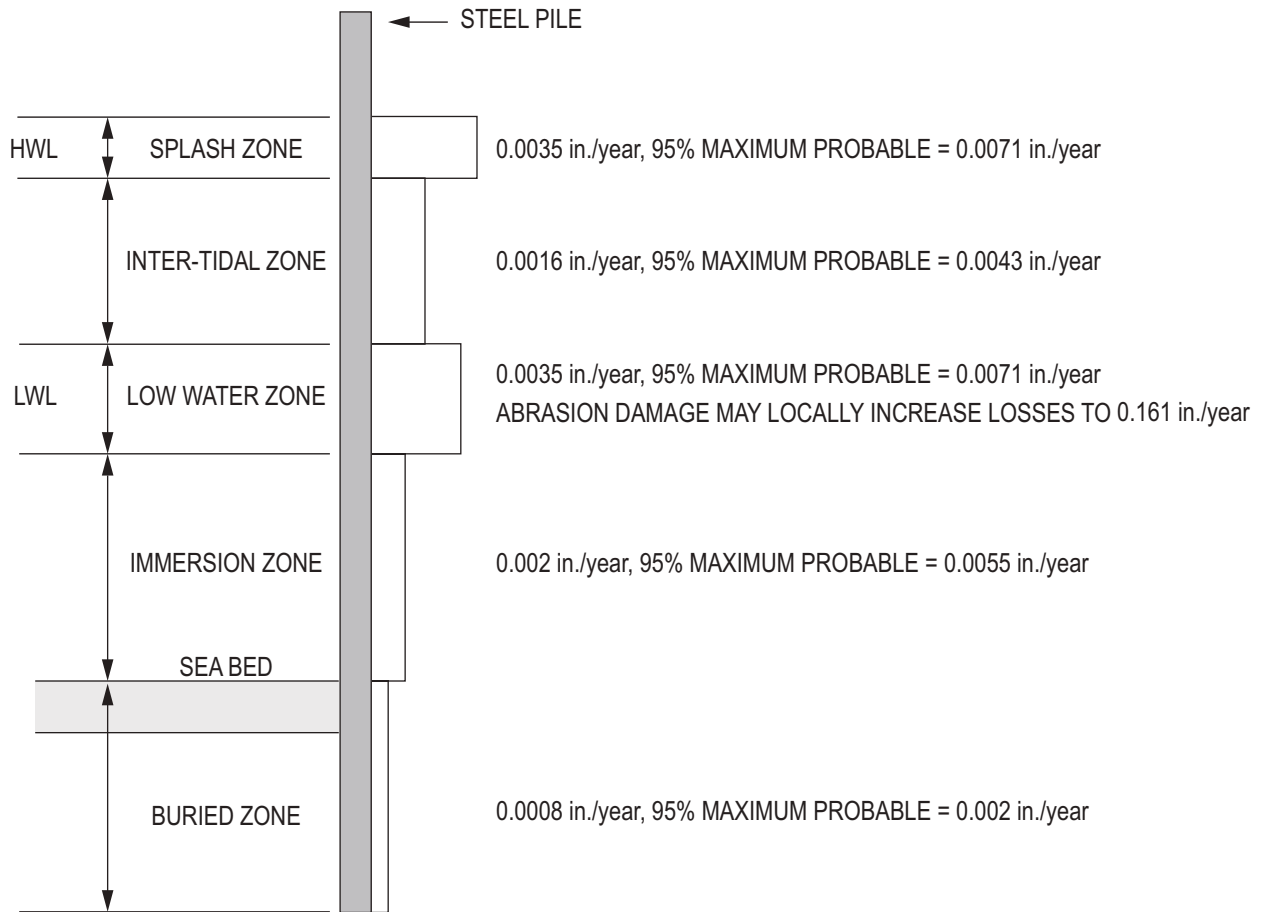 STEEL PILE
HWL
SPLASH ZONE
0.0035 in./year, 95% MAXIMUM PROBABLE = 0.0071 in./year
INTER-TIDAL ZONE
0.0016 in./year, 95% MAXIMUM PROBABLE = 0.0043 in./year
LWL
LOW WATER ZONE
0.0035 in./year, 95% MAXIMUM PROBABLE = 0.0071 in./year
ABRASION DAMAGE MAY LOCALLY INCREASE LOSSES TO 0.161 in./year
IMMERSION ZONE
0.002 in./year, 95% MAXIMUM PROBABLE = 0.0055 in./year
SEA BED
BURIED ZONE
0.0008 in./year, 95% MAXIMUM PROBABLE = 0.002 in./year